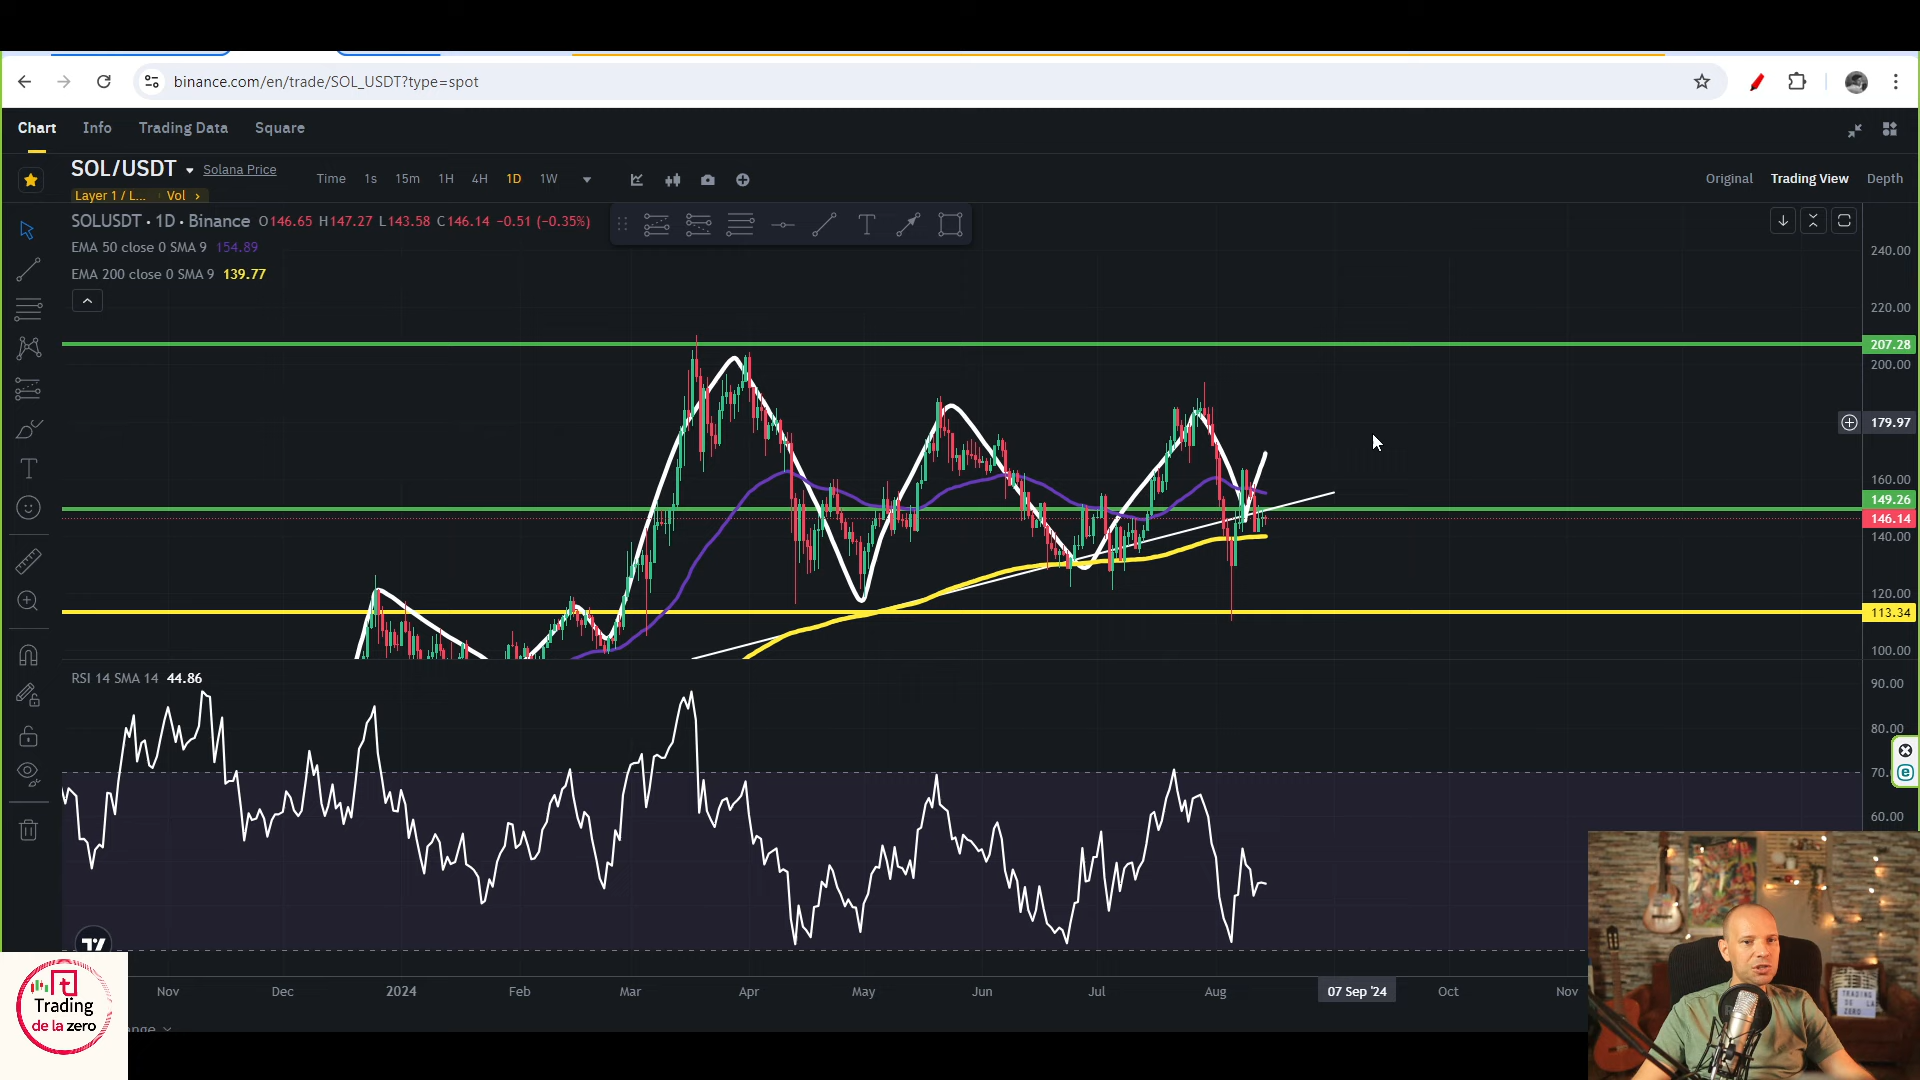 binance.com/en/trade/SOL_USDT?type=spot
Chart Info Trading Data Square
SOL/USDT Solana Price Time 1s 15m 1H 4H 1D 1W Original Trading View Depth
Layer 1 / L... Vol
SOLUSDT · 1D · Binance O146.65 H147.27 L143.58 C146.14 −0.51 (−0.35%)
EMA 50 close 0 SMA 9 154.89
EMA 200 close 0 SMA 9 139.77
240.00
220.00
207.28
200.00
179.97
160.00
149.26
146.14
140.00
120.00
113.34
100.00
RSI 14 SMA 14 44.86
90.00
80.00
70.
60.00
Nov Dec 2024 Feb Mar Apr May Jun Jul Aug 07 Sep '24 Oct Nov
Trading
de la zero
TRADING